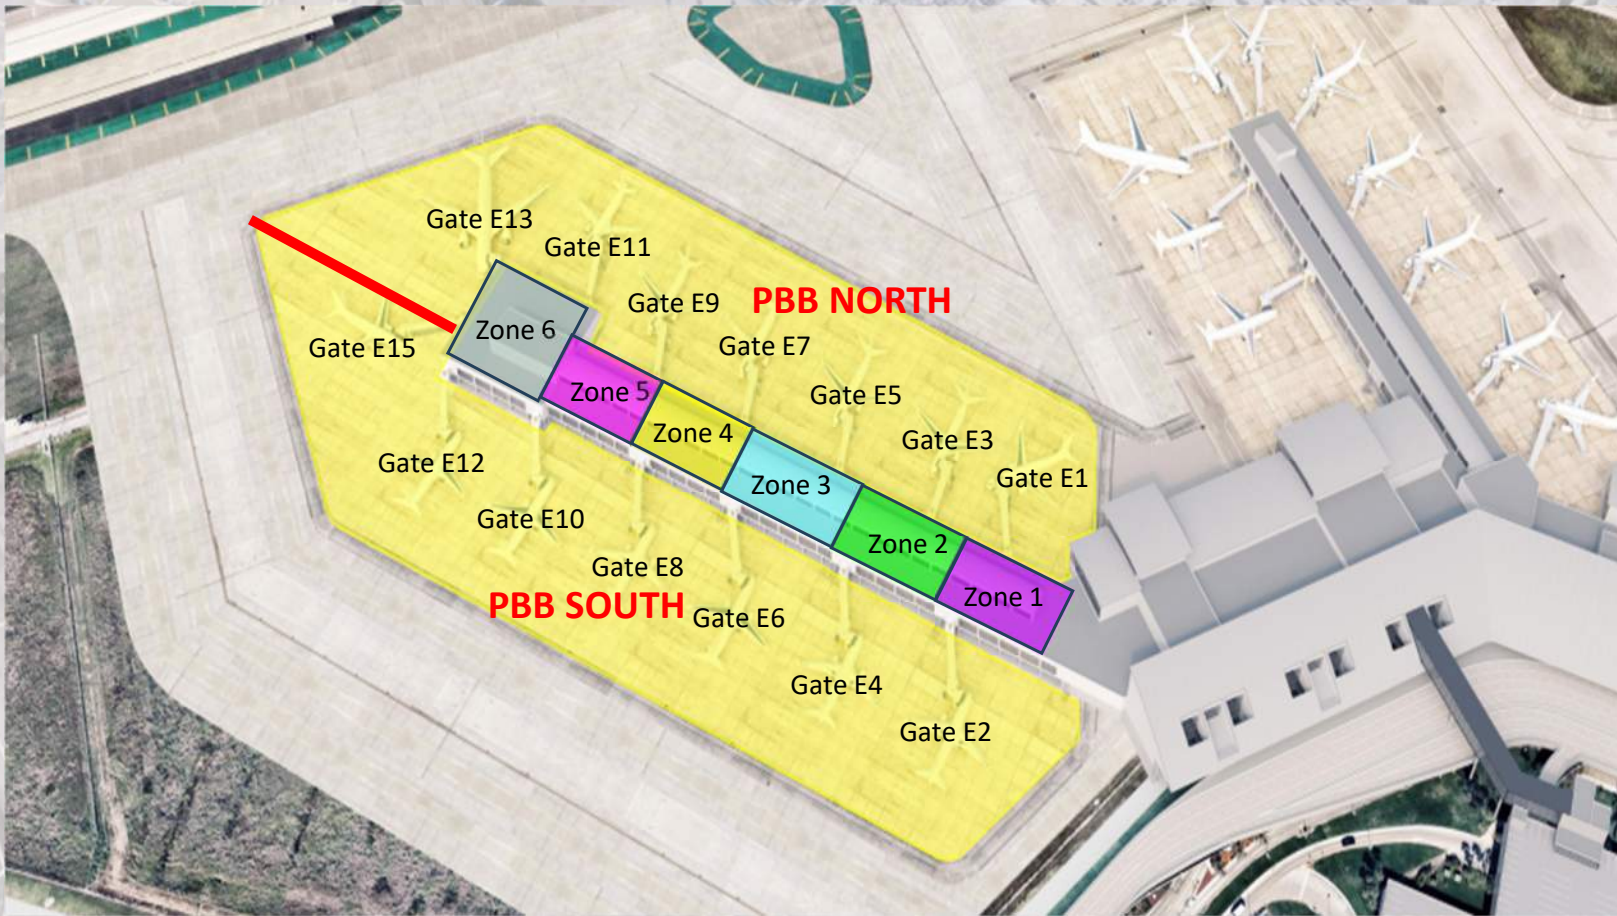 Gate E13
Gate E11
Gate E9
PBB NORTH
Zone 6
Gate E15
Gate E7
Zone 5
Gate E5
Zone 4
Gate E3
Gate E12
Gate E1
Zone 3
Gate E10
Zone 2
Gate E8
Zone 1
PBB SOUTH
Gate E6
Gate E4
Gate E2